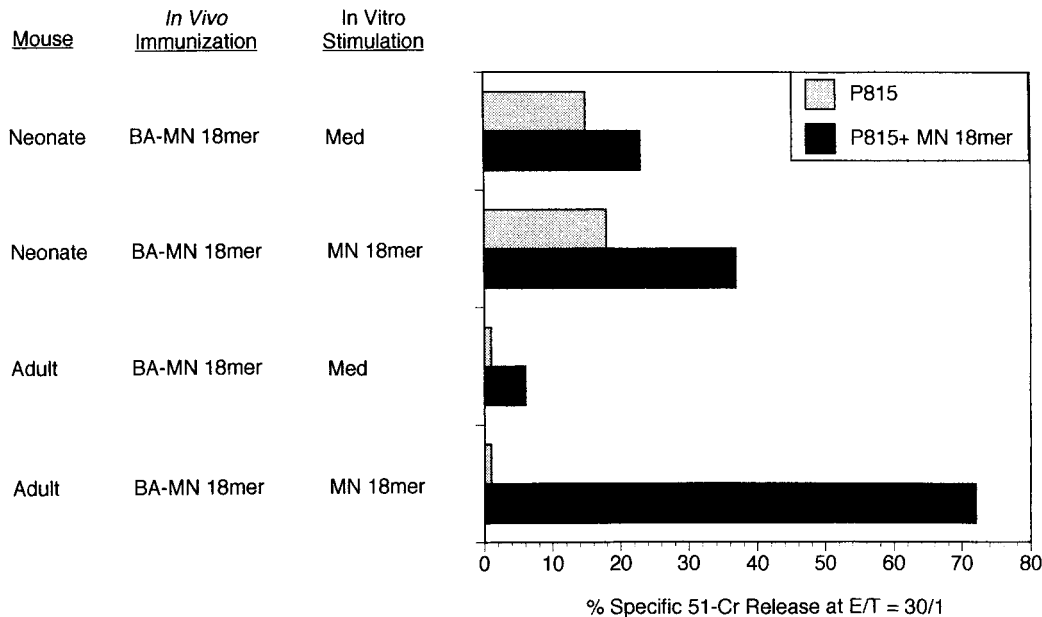 Mouse
In Vivo
Immunization
In Vitro
Stimulation
P815
P815+ MN 18mer
Neonate BA-MN 18mer Med
Neonate BA-MN 18mer MN 18mer
Adult BA-MN 18mer Med
Adult BA-MN 18mer MN 18mer
0 10 20 30 40 50 60 70 80
% Specific 51-Cr Release at E/T = 30/1